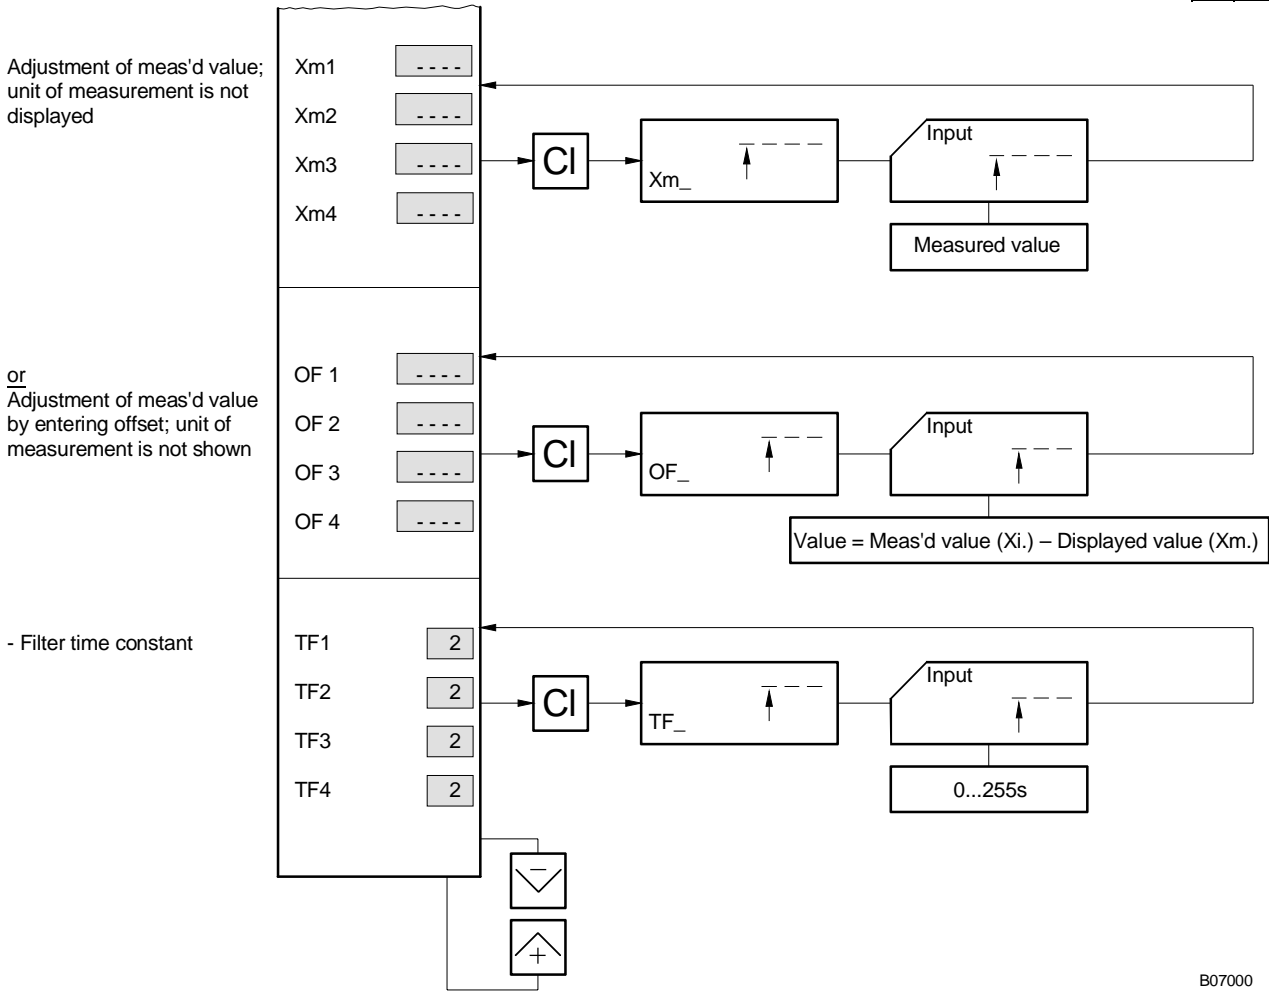 Adjustment of meas'd value;
unit of measurement is not
displayed
Xm1 - - - -
Xm2 - - - -
Xm3 - - - -
Xm4 - - - -
CI
Xm_
Input
Measured value
or
Adjustment of meas'd value
by entering offset; unit of
measurement is not shown
OF 1 - - - -
OF 2 - - - -
OF 3 - - - -
OF 4 - - - -
CI
OF_
Input
Value = Meas'd value (Xi.) – Displayed value (Xm.)
- Filter time constant
TF1 2
TF2 2
TF3 2
TF4 2
CI
TF_
Input
0...255s
−
+
B07000